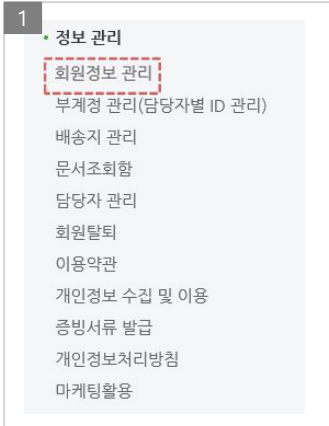 1
• 정보 관리
회원정보 관리
부계정 관리(담당자별 ID 관리)
배송지 관리
문서조회함
담당자 관리
회원탈퇴
이용약관
개인정보 수집 및 이용
증빙서류 발급
개인정보처리방침
마케팅활용